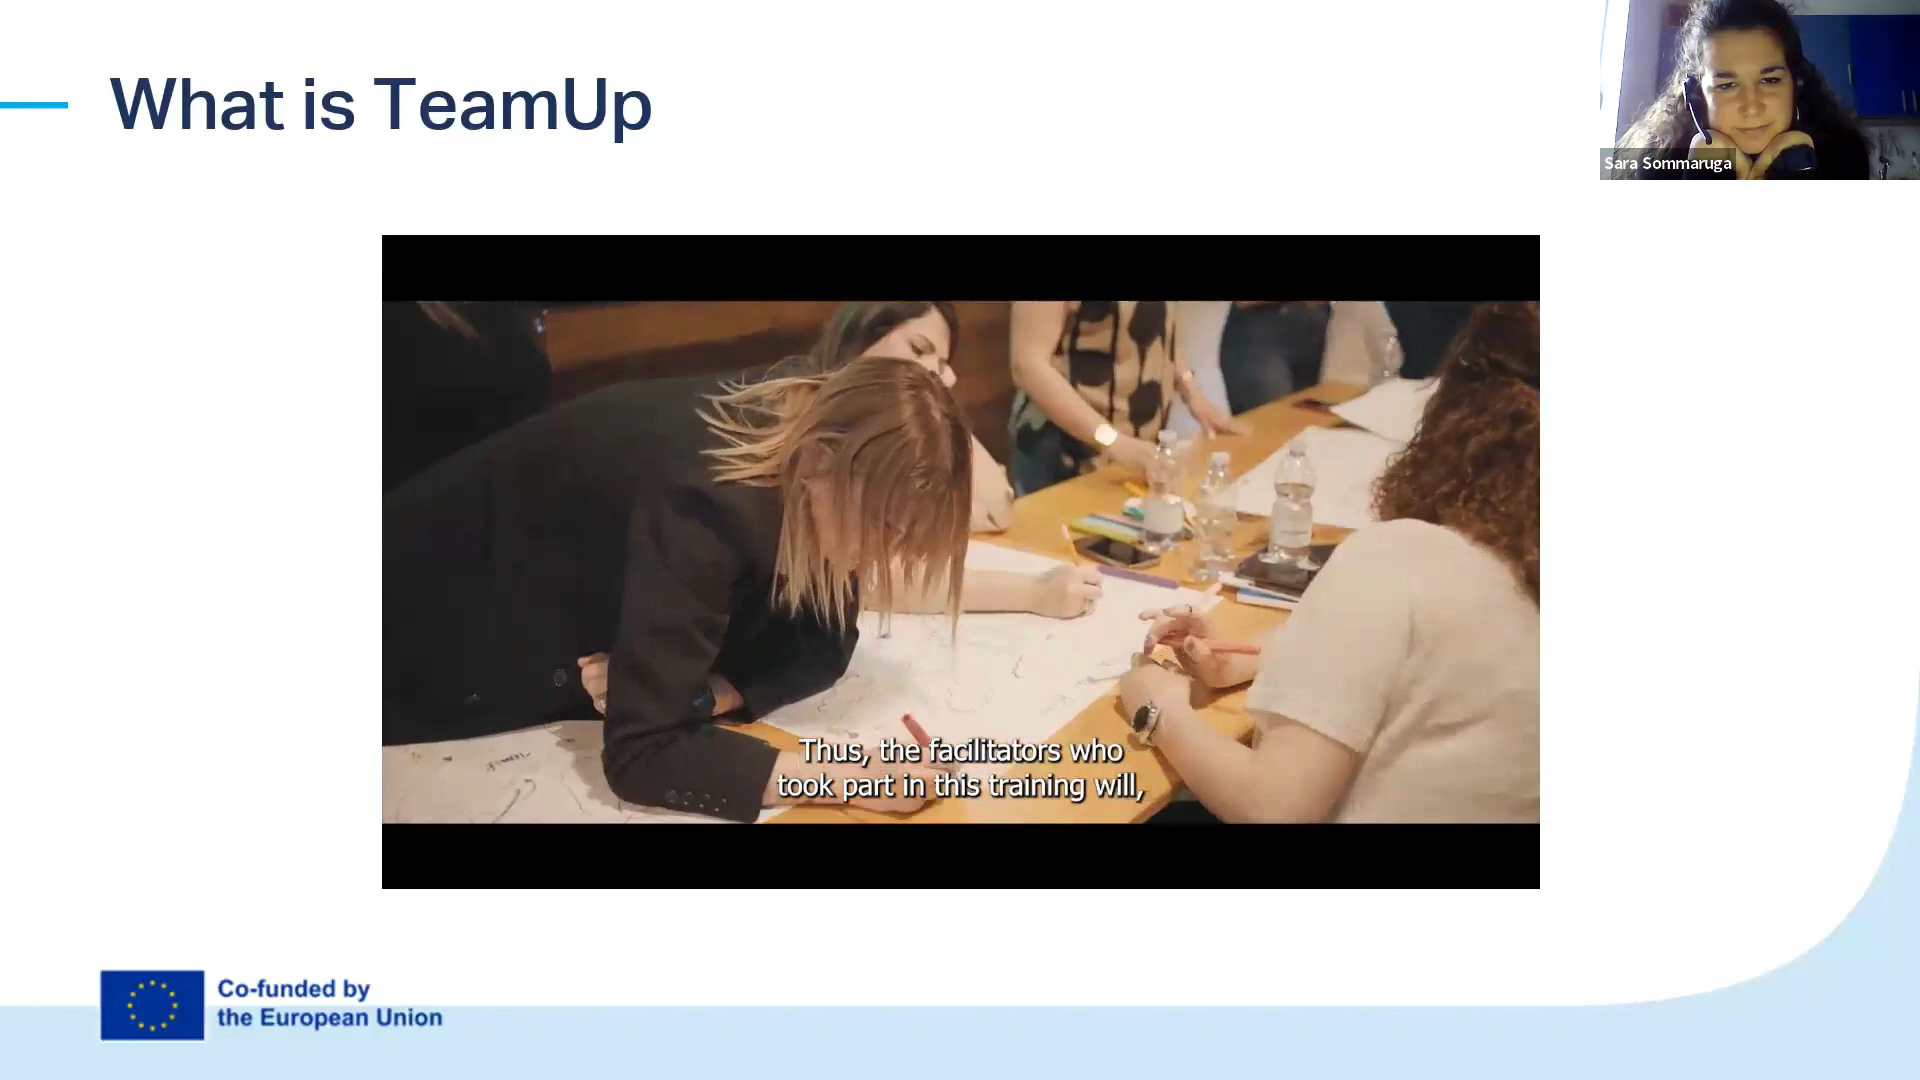 What is TeamUp
Sara Sommaruga
Thus, the facilitators who
took part in this training will,
Co-funded by
the European Union